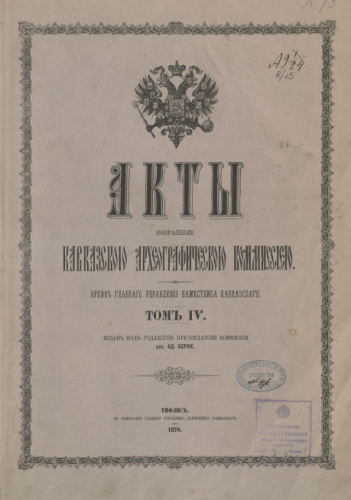 АКТЫ
СОБРАННЫЕ
КАВКАЗСКОЮ АРХЕОГРАФИЧЕСКОЮ КОММИССІЕЮ.
АРХИВЪ ГЛАВНАГО УПРАВЛЕНІЯ НАМѢСТНИКА КАВКАЗСКАГО.
ТОМЪ IV.
ИЗДАНЪ ПОДЪ РЕДАКЦІЕЮ ПРЕДСѢДАТЕЛЯ КОММИССІИ
АД. БЕРЖЕ.
ТИФЛИСЪ.
1870.